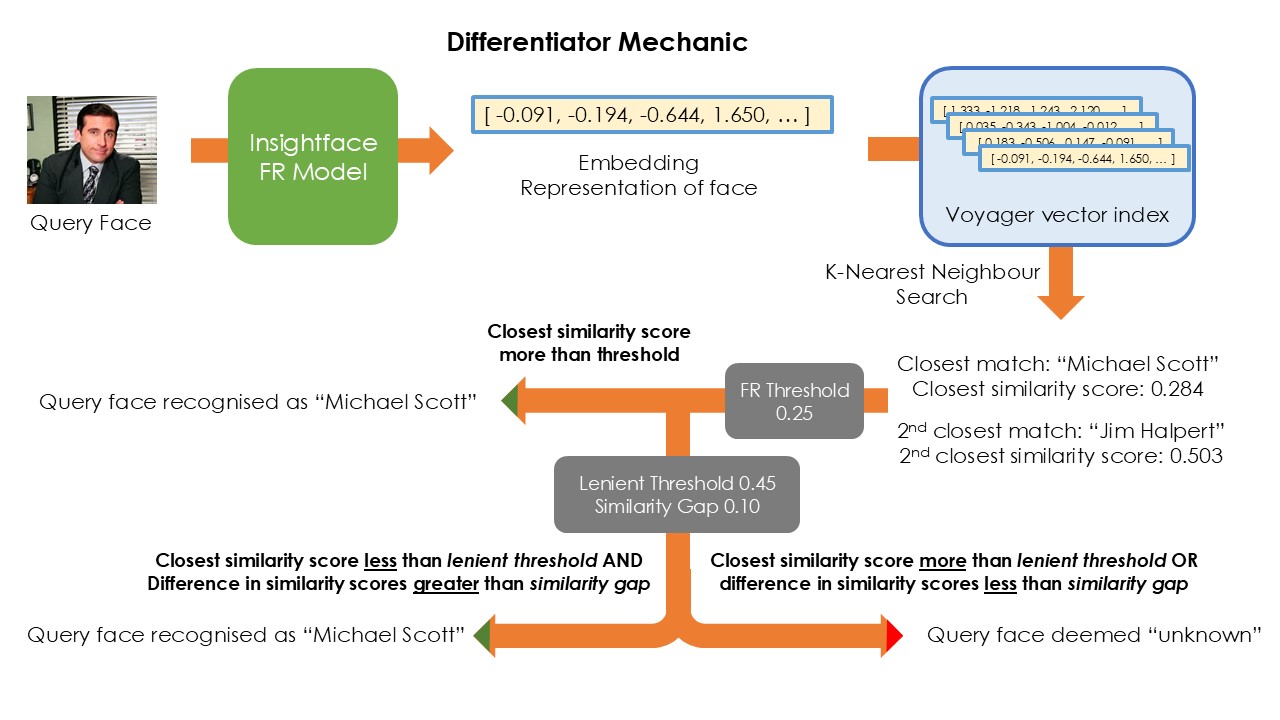 Differentiator Mechanic
Query Face
Insightface
FR Model
[ -0.091, -0.194, -0.644, 1.650, … ]
Embedding
Representation of face
[ 1.333, -1.218, -1.243, -2.120, … ]
[ 0.035, -0.343, -1.004, -0.012, … ]
[ 0.183, -0.506, 0.147, -0.091, … ]
[ -0.091, -0.194, -0.644, 1.650, … ]
Voyager vector index
K-Nearest Neighbour
Search
Closest match: “Michael Scott”
Closest similarity score: 0.284
2nd closest match: “Jim Halpert”
2nd closest similarity score: 0.503
FR Threshold
0.25
Closest similarity score
more than threshold
Query face recognised as “Michael Scott”
Lenient Threshold 0.45
Similarity Gap 0.10
Closest similarity score less than lenient threshold AND
Difference in similarity scores greater than similarity gap
Query face recognised as “Michael Scott”
Closest similarity score more than lenient threshold OR
difference in similarity scores less than similarity gap
Query face deemed “unknown”